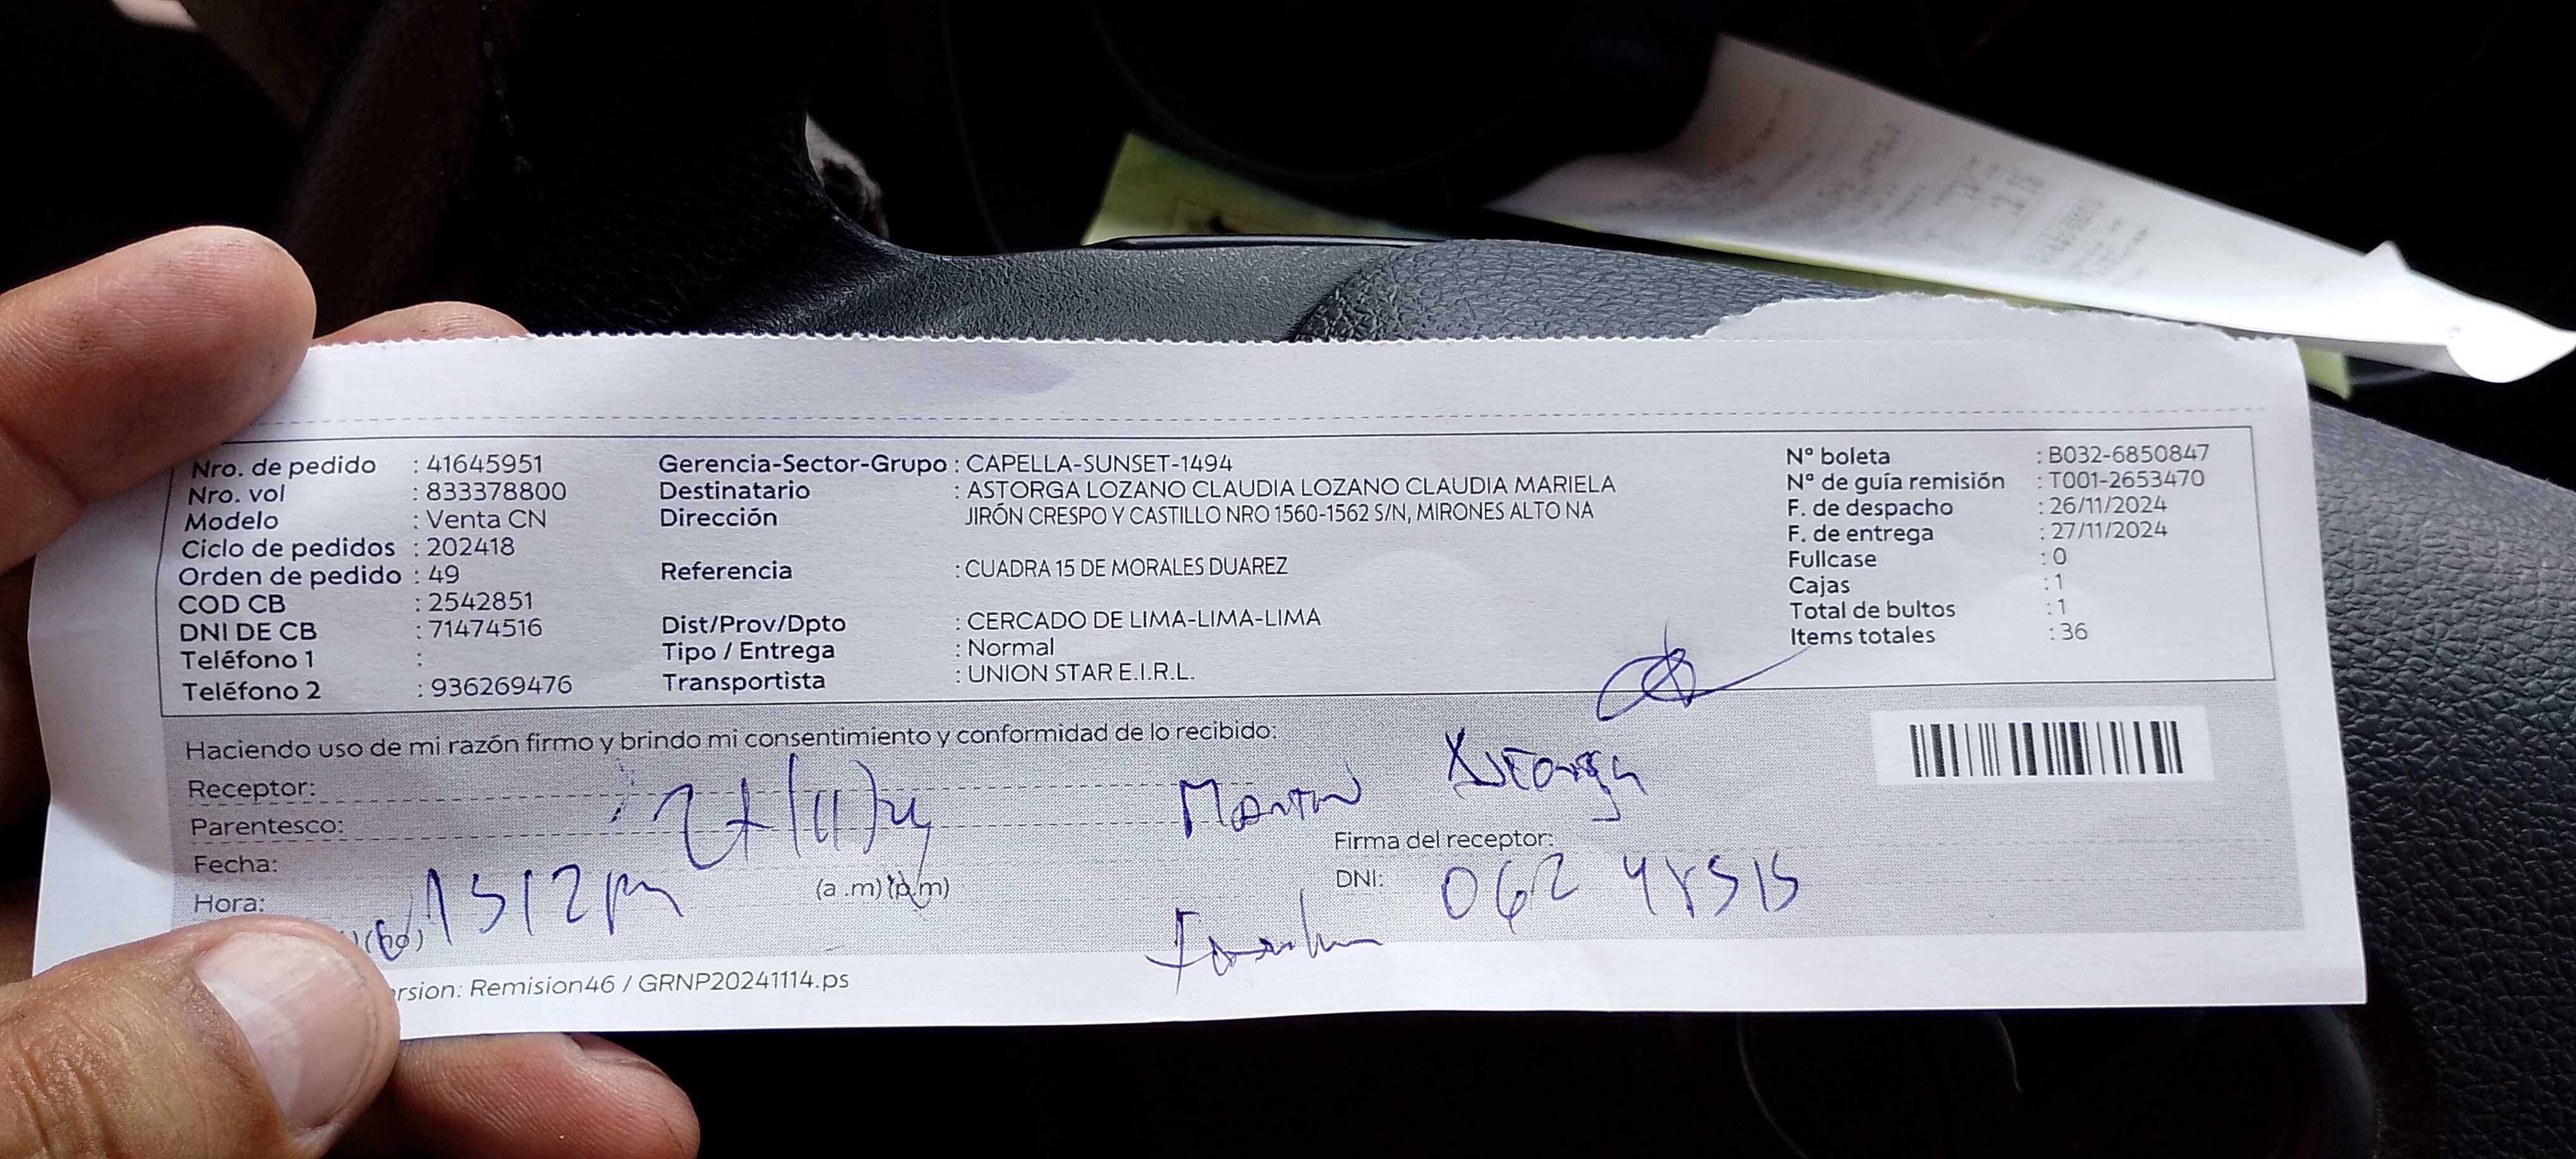 Nro. de pedido : 41645951
Nro. vol : 833378800
Modelo : Venta CN
Ciclo de pedidos : 202418
Orden de pedido : 49
COD CB : 2542851
DNI DE CB : 71474516
Teléfono 1 :
Teléfono 2 : 936269476
Gerencia-Sector-Grupo : CAPELLA-SUNSET-1494
Destinatario : ASTORGA LOZANO CLAUDIA LOZANO CLAUDIA MARIELA
Dirección JIRÓN CRESPO Y CASTILLO NRO 1560-1562 S/N, MIRONES ALTO NA
Referencia : CUADRA 15 DE MORALES DUAREZ
Dist/Prov/Dpto : CERCADO DE LIMA-LIMA-LIMA
Tipo / Entrega : Normal
Transportista : UNION STAR E.I.R.L.
N° boleta : B032-6850847
N° de guía remisión : T001-2653470
F. de despacho : 26/11/2024
F. de entrega : 27/11/2024
Fullcase : 0
Cajas : 1
Total de bultos : 1
Items totales : 36
Haciendo uso de mi razón firmo y brindo mi consentimiento y conformidad de lo recibido:
Receptor:
Parentesco:
Fecha: 27/11/24
Hora: (a .m) (p.m)
Astorga
Firma del receptor:
DNI:
rsion: Remision46 / GRNP20241114.ps